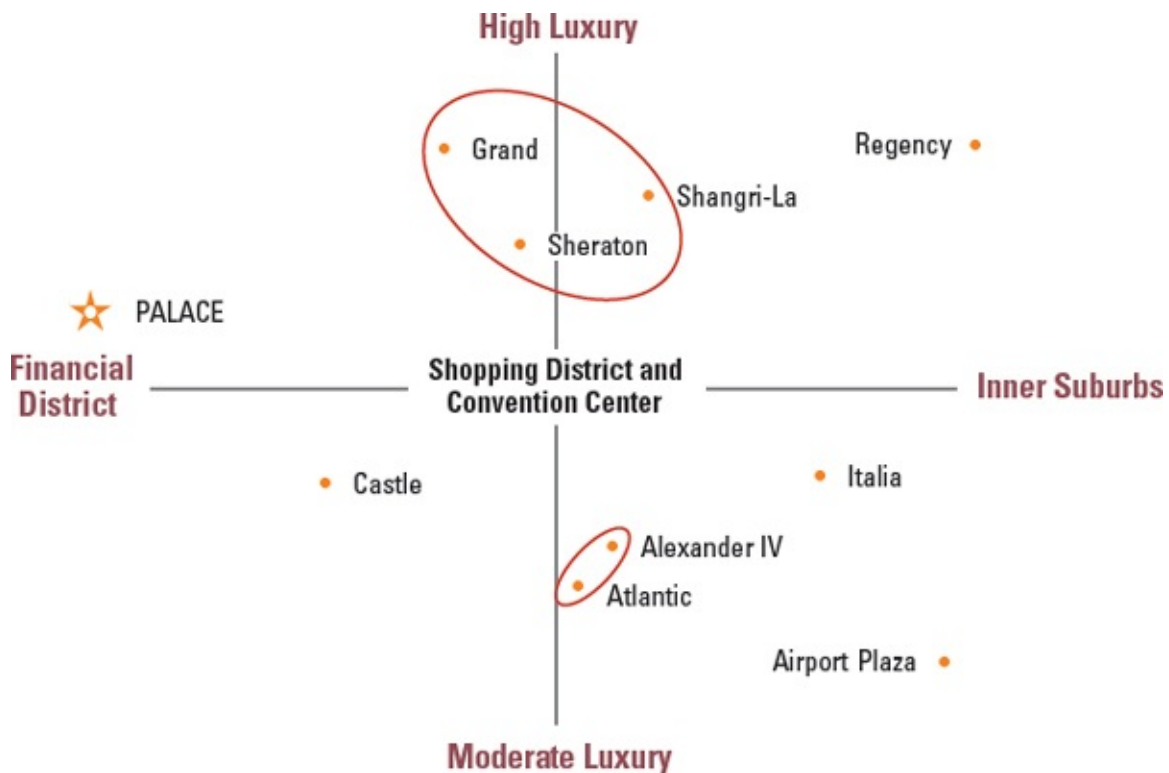 High Luxury
Grand
Regency
Shangri-La
Sheraton
PALACE
Financial
District
Shopping District and
Convention Center
Inner Suburbs
Castle
Italia
Alexander IV
Atlantic
Airport Plaza
Moderate Luxury